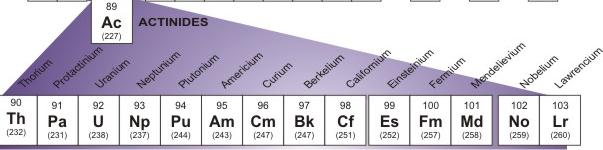 89
Ac
(227)
ACTINIDES
Thorium Protactinium Uranium Neptunium Plutonium Americium Curium Berkelium Californium Einsteinium Fermium Mendelevium Nobelium Lawrencium
90 91 92 93 94 95 96 97 98 99 100 101 102 103
Th Pa U Np Pu Am Cm Bk Cf Es Fm Md No Lr
(232) (231) (238) (237) (244) (243) (247) (247) (251) (252) (257) (258) (259) (260)